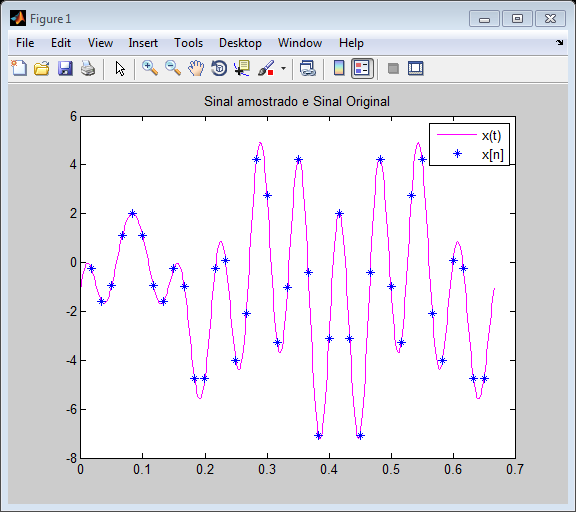 Figure 1
File Edit View Insert Tools Desktop Window Help
Sinal amostrado e Sinal Original
6
4
2
0
-2
-4
-6
-8
x(t)
x[n]
0 0.1 0.2 0.3 0.4 0.5 0.6 0.7